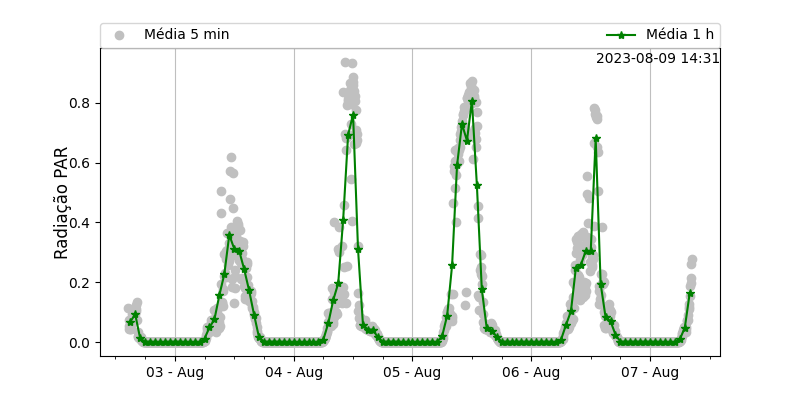 Média 5 min
Média 1 h
2023-08-09 14:31
Radiação PAR
0.8
0.6
0.4
0.2
0.0
03 - Aug
04 - Aug
05 - Aug
06 - Aug
07 - Aug